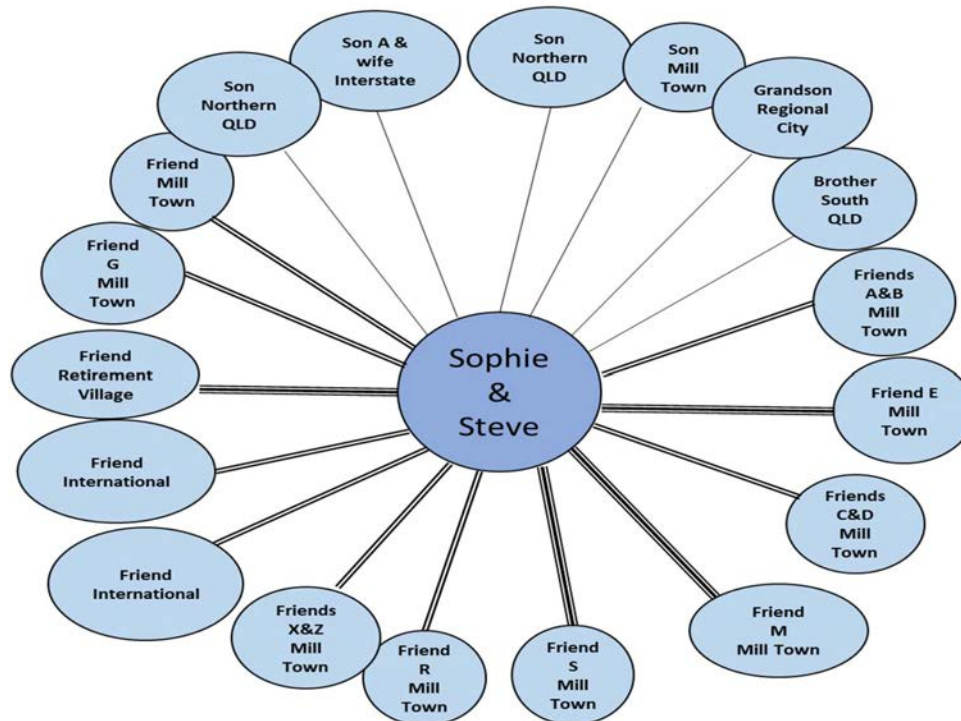 Son A &
wife
Interstate
Son
Northern
QLD
Son
Mill
Town
Grandson
Regional
City
Brother
South
QLD
Friends
A&B
Mill
Town
Friend E
Mill
Town
Friends
C&D
Mill
Town
Friend
M
Mill Town
Friend
S
Mill
Town
Friend
R
Mill
Town
Friends
X&Z
Mill
Town
Friend
International
Friend
International
Friend
Retirement
Village
Friend
G
Mill
Town
Friend
Mill
Town
Son
Northern
QLD
Sophie
&
Steve